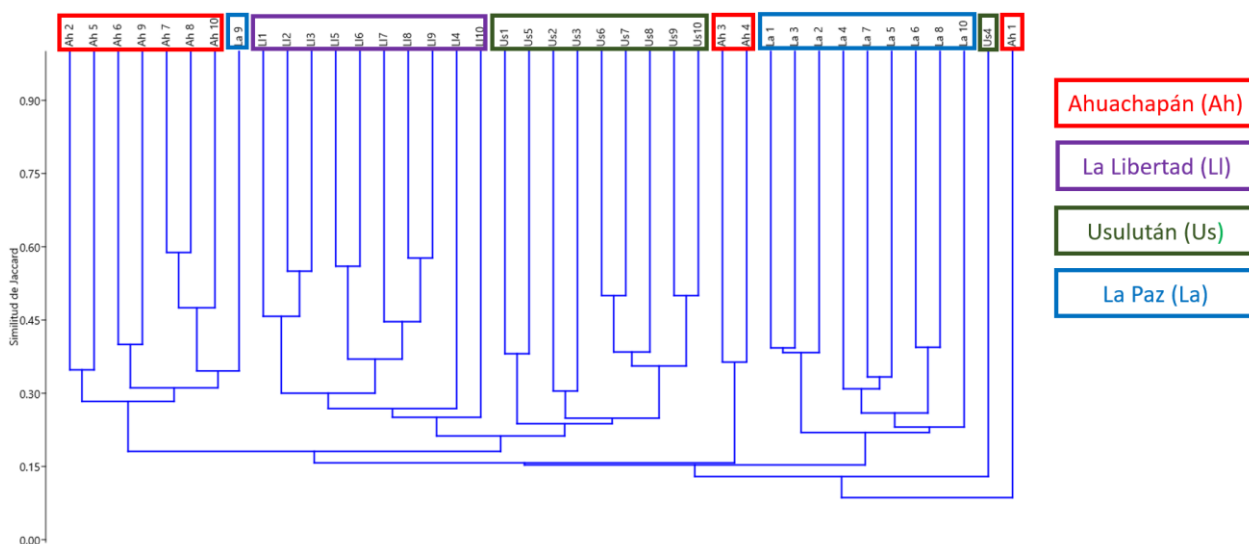 Ah 2
Ah 5
Ah 6
Ah 9
Ah 7
Ah 8
Ah 10
La 9
Ll1
Ll2
Ll3
Ll5
Ll6
Ll7
Ll8
Ll9
Ll4
Ll10
Us1
Us5
Us2
Us3
Us6
Us7
Us8
Us9
Us10
Ah 3
Ah 4
La 1
La 3
La 2
La 4
La 7
La 5
La 6
La 8
La 10
Us4
Ah 1
0.90
0.75
0.60
0.45
0.30
0.15
0.00
Similitud de Jaccard
Ahuachapán (Ah)
La Libertad (Ll)
Usulután (Us)
La Paz (La)